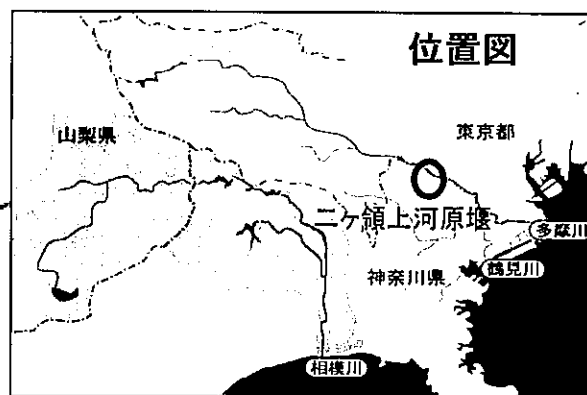 位置図
山梨県
東京都
二ヶ領上河原堰
多摩川
神奈川県
鶴見川
相模川